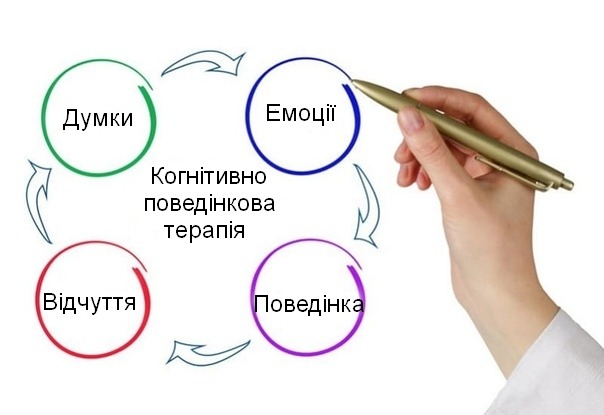 Думки
Емоції
Когнітивно
поведінкова
терапія
Відчуття
Поведінка